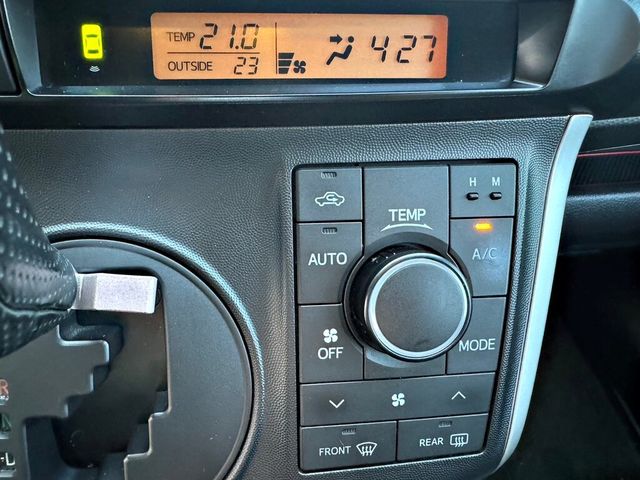 TEMP 21.0 4:27
OUTSIDE 23
H M
TEMP
AUTO
A/C
OFF
MODE
FRONT
REAR
R